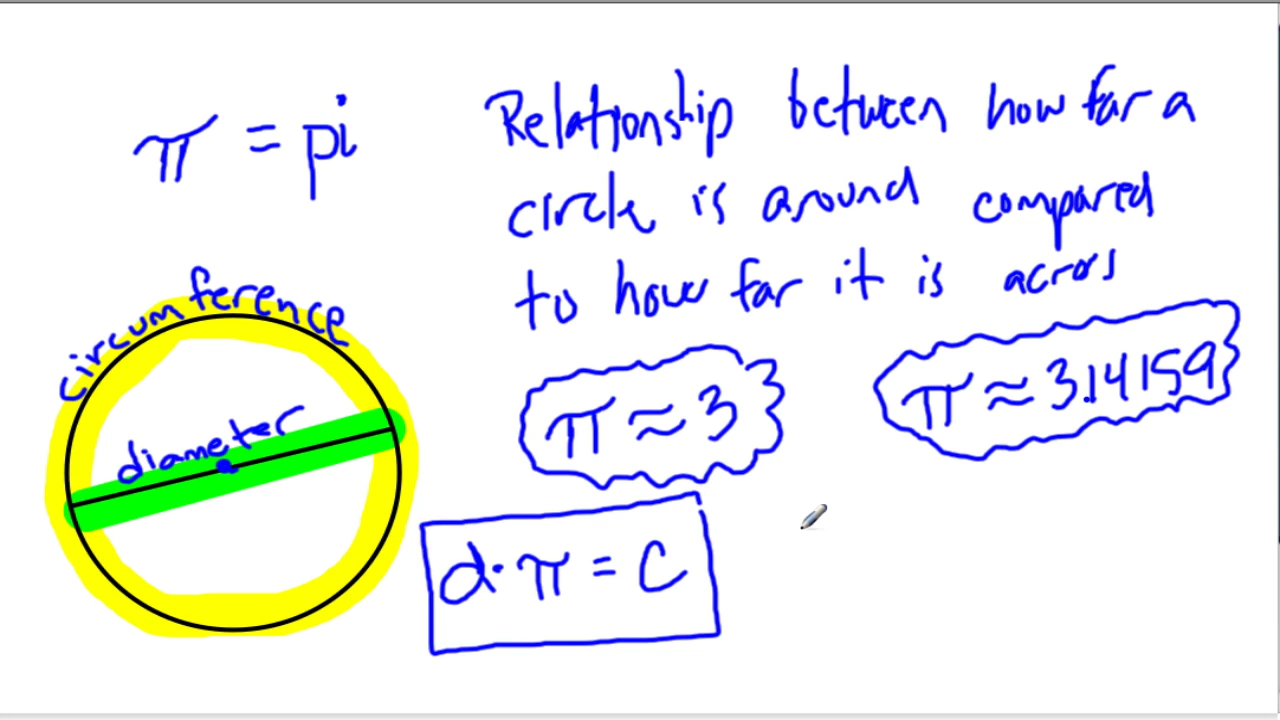 π = pi
Relationship between how far a
circle is around compared
to how far it is across
circumference
diameter
π ≈ 3
π ≈ 3.14159
d · π = C